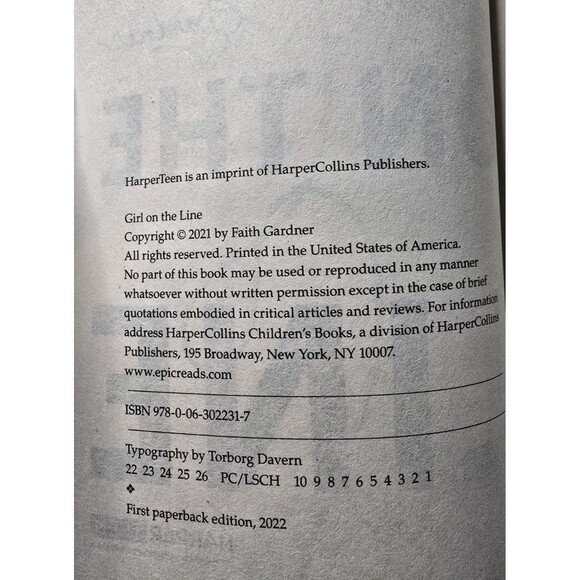 HarperTeen is an imprint of HarperCollins Publishers.
Girl on the Line
Copyright © 2021 by Faith Gardner
All rights reserved. Printed in the United States of America.
No part of this book may be used or reproduced in any manner
whatsoever without written permission except in the case of brief
quotations embodied in critical articles and reviews. For information
address HarperCollins Children's Books, a division of HarperCollins
Publishers, 195 Broadway, New York, NY 10007.
www.epicreads.com
ISBN 978-0-06-302231-7
Typography by Torborg Davern
22 23 24 25 26 PC/LSCH 10 9 8 7 6 5 4 3 2 1
❖
First paperback edition, 2022